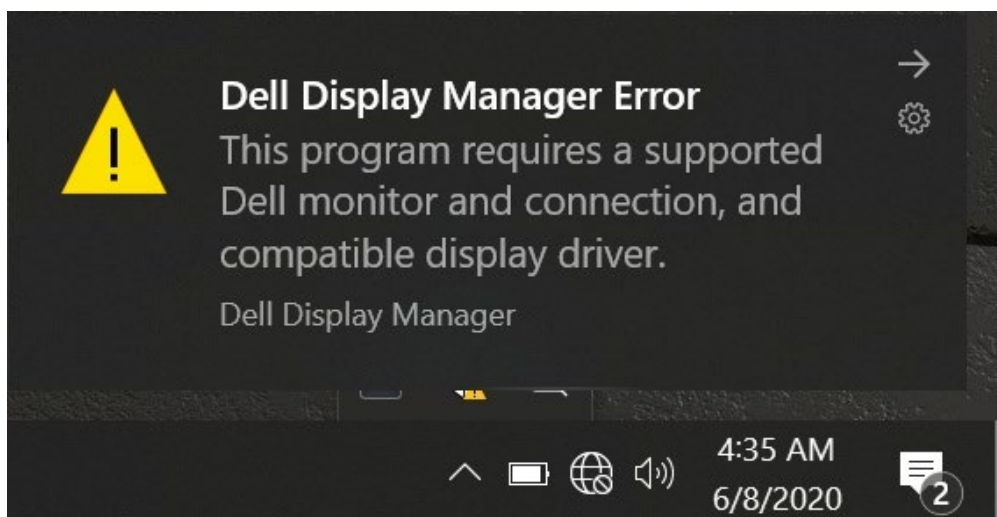 Dell Display Manager Error
This program requires a supported
Dell monitor and connection, and
compatible display driver.
Dell Display Manager
4:35 AM
6/8/2020
2